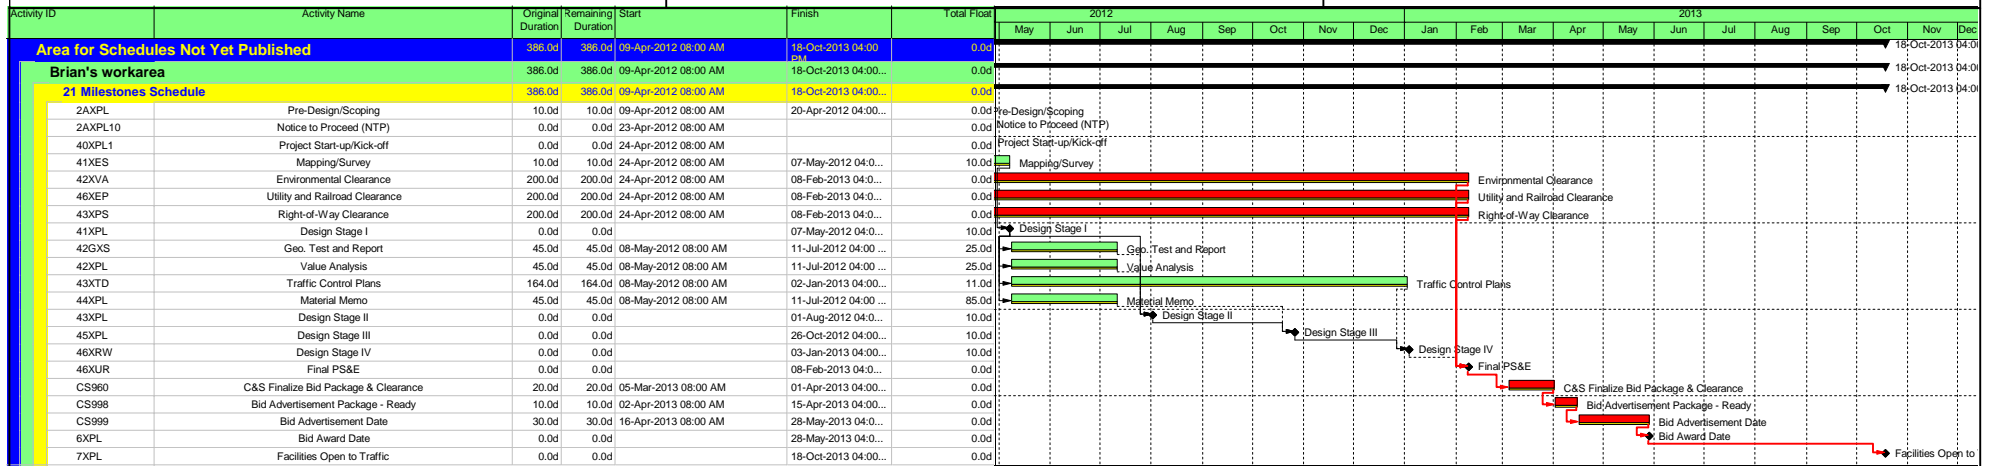 Activity ID Activity Name Original Duration Remaining Duration Start Finish Total Float 2012 2013
May Jun Jul Aug Sep Oct Nov Dec Jan Feb Mar Apr May Jun Jul Aug Sep Oct Nov Dec
Area for Schedules Not Yet Published 386.0d 386.0d 09-Apr-2012 08:00 AM 18-Oct-2013 04:00 PM 0.0d 18-Oct-2013 04:0
Brian's workarea 386.0d 386.0d 09-Apr-2012 08:00 AM 18-Oct-2013 04:00... 0.0d 18-Oct-2013 04:0
21 Milestones Schedule 386.0d 386.0d 09-Apr-2012 08:00 AM 18-Oct-2013 04:00... 0.0d 18-Oct-2013 04:0
2AXPL Pre-Design/Scoping 10.0d 10.0d 09-Apr-2012 08:00 AM 20-Apr-2012 04:00... 0.0d Pre-Design/Scoping
2AXPL10 Notice to Proceed (NTP) 0.0d 0.0d 23-Apr-2012 08:00 AM 0.0d Notice to Proceed (NTP)
40XPL1 Project Start-up/Kick-off 0.0d 0.0d 24-Apr-2012 08:00 AM 0.0d Project Start-up/Kick-off
41XES Mapping/Survey 10.0d 10.0d 24-Apr-2012 08:00 AM 07-May-2012 04:0... 10.0d Mapping/Survey
42XVA Environmental Clearance 200.0d 200.0d 24-Apr-2012 08:00 AM 08-Feb-2013 04:0... 0.0d Environmental Clearance
46XEP Utility and Railroad Clearance 200.0d 200.0d 24-Apr-2012 08:00 AM 08-Feb-2013 04:0... 0.0d Utility and Railroad Clearance
43XPS Right-of-Way Clearance 200.0d 200.0d 24-Apr-2012 08:00 AM 08-Feb-2013 04:0... 0.0d Right-of-Way Clearance
41XPL Design Stage I 0.0d 0.0d 07-May-2012 04:0... 10.0d Design Stage I
42GXS Geo. Test and Report 45.0d 45.0d 08-May-2012 08:00 AM 11-Jul-2012 04:00 ... 25.0d Geo. Test and Report
42XPL Value Analysis 45.0d 45.0d 08-May-2012 08:00 AM 11-Jul-2012 04:00 ... 25.0d Value Analysis
43XTD Traffic Control Plans 164.0d 164.0d 08-May-2012 08:00 AM 02-Jan-2013 04:00... 11.0d Traffic Control Plans
44XPL Material Memo 45.0d 45.0d 08-May-2012 08:00 AM 11-Jul-2012 04:00 ... 85.0d Material Memo
43XPL Design Stage II 0.0d 0.0d 01-Aug-2012 04:0... 10.0d Design Stage II
45XPL Design Stage III 0.0d 0.0d 26-Oct-2012 04:00... 10.0d Design Stage III
46XRW Design Stage IV 0.0d 0.0d 03-Jan-2013 04:00... 10.0d Design Stage IV
46XUR Final PS&E 0.0d 0.0d 08-Feb-2013 04:0... 0.0d Final PS&E
CS960 C&S Finalize Bid Package & Clearance 20.0d 20.0d 05-Mar-2013 08:00 AM 01-Apr-2013 04:00... 0.0d C&S Finalize Bid Package & Clearance
CS998 Bid Advertisement Package - Ready 10.0d 10.0d 02-Apr-2013 08:00 AM 15-Apr-2013 04:00... 0.0d Bid Advertisement Package - Ready
CS999 Bid Advertisement Date 30.0d 30.0d 16-Apr-2013 08:00 AM 28-May-2013 04:0... 0.0d Bid Advertisement Date
6XPL Bid Award Date 0.0d 0.0d 28-May-2013 04:0... 0.0d Bid Award Date
7XPL Facilities Open to Traffic 0.0d 0.0d 18-Oct-2013 04:00... 0.0d Facilities Open to